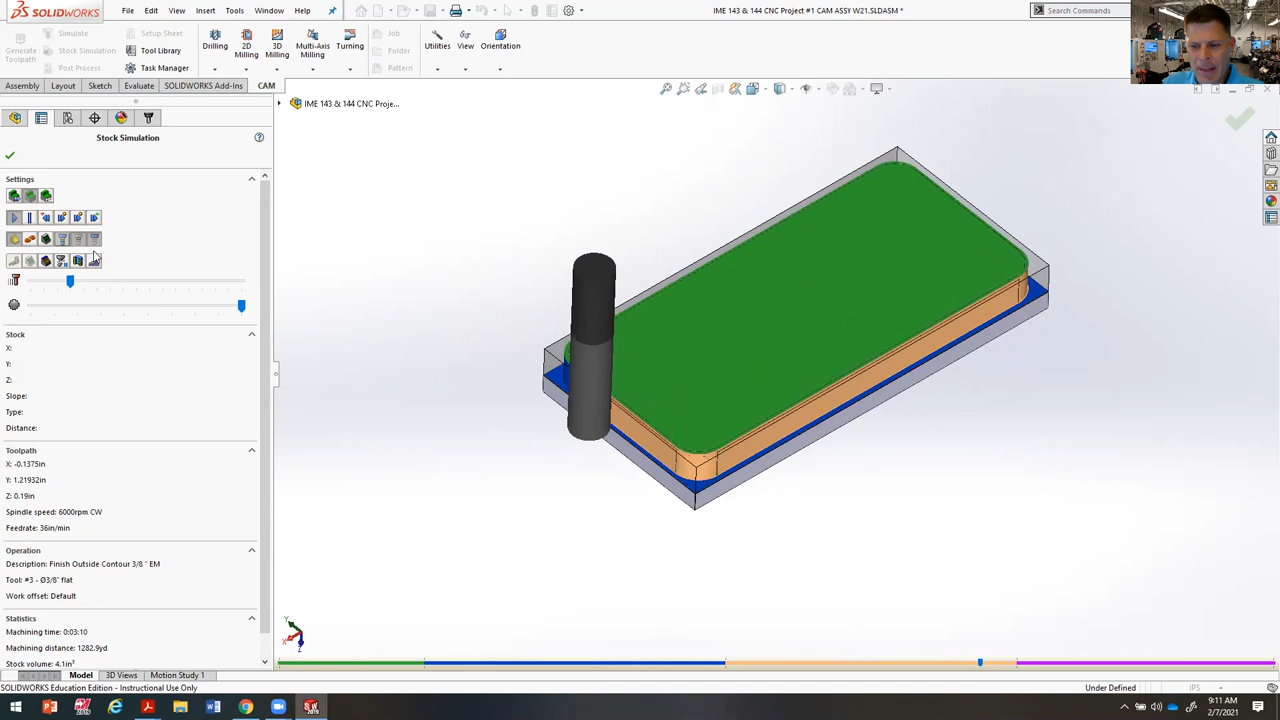 SOLIDWORKS File Edit View Insert Tools Window Help IME 143 & 144 CNC Project #1 CAM ASSY W21.SLDASM * Search Commands
Generate Toolpath
Simulate
Stock Simulation
Post Process
Setup Sheet
Tool Library
Task Manager
Drilling
2D Milling
3D Milling
Multi-Axis Milling
Turning
Job
Folder
Pattern
Utilities
View
Orientation
Assembly Layout Sketch Evaluate SOLIDWORKS Add-Ins CAM
IME 143 & 144 CNC Proje...
Stock Simulation
Settings
Stock
X:
Y:
Z:
Slope:
Type:
Distance:
Toolpath
X: -0.1375in
Y: 1.21932in
Z: 0.19in
Spindle speed: 6000rpm CW
Feedrate: 36in/min
Operation
Description: Finish Outside Contour 3/8 " EM
Tool: #3 - Ø3/8" flat
Work offset: Default
Statistics
Machining time: 0:03:10
Machining distance: 1282.9yd
Stock volume: 4.1in³
Y
X
Z
Model 3D Views Motion Study 1
SOLIDWORKS Education Edition - Instructional Use Only Under Defined IPS
9:11 AM
2/7/2021